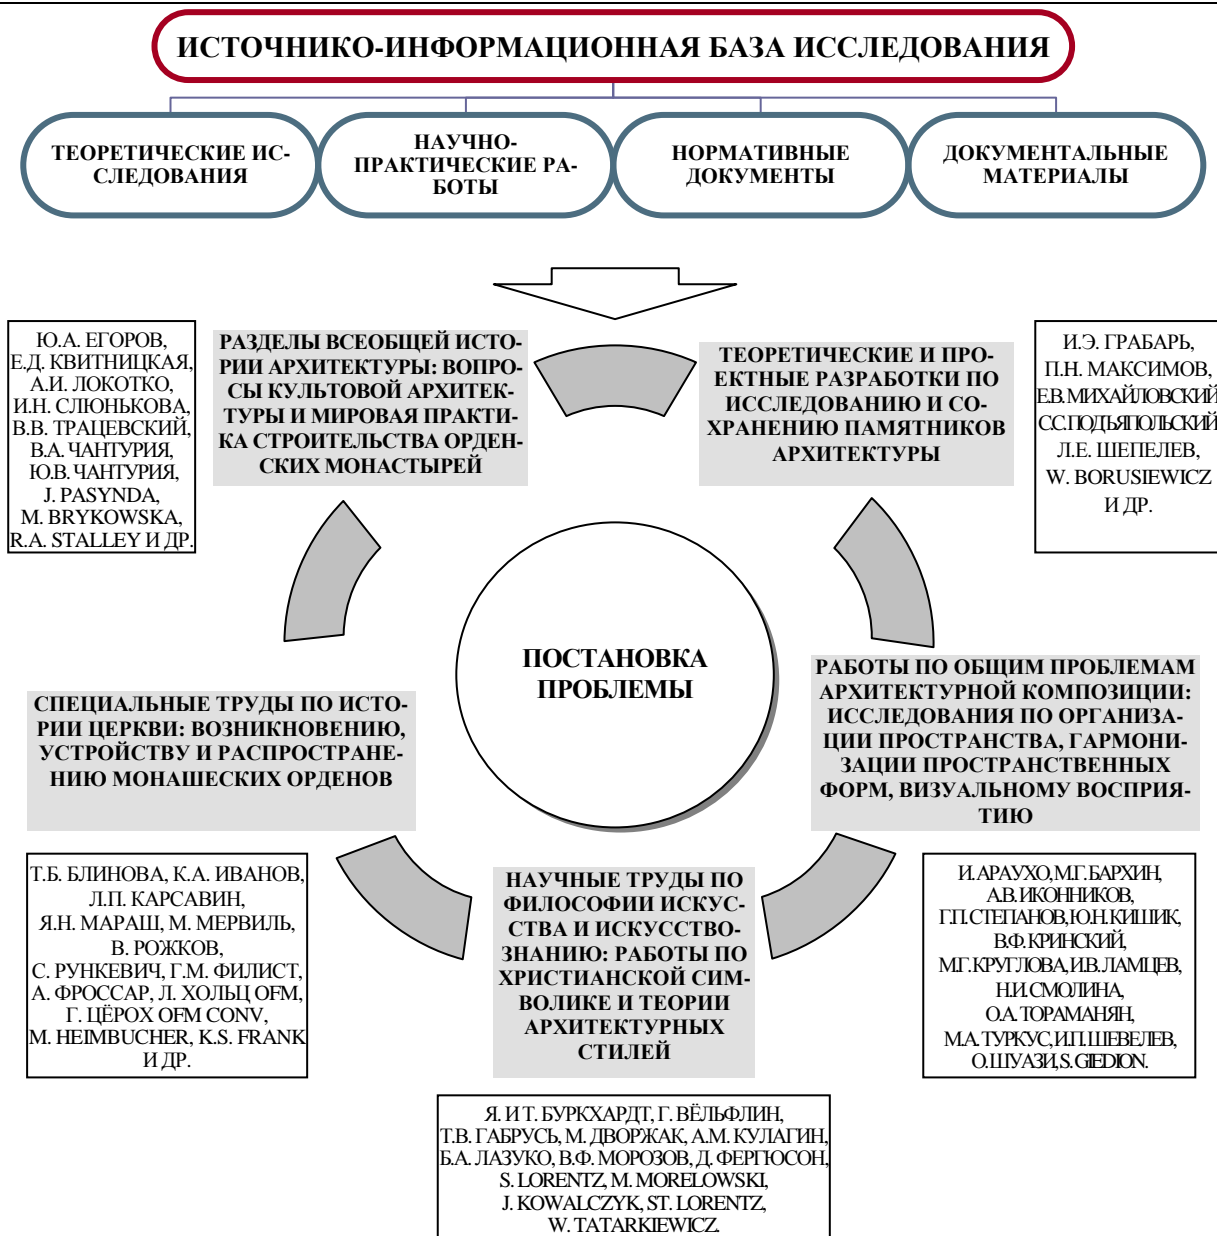 ИСТОЧНИКО-ИНФОРМАЦИОННАЯ БАЗА ИССЛЕДОВАНИЯ
ТЕОРЕТИЧЕСКИЕ ИС-
СЛЕДОВАНИЯ
НАУЧНО-
ПРАКТИЧЕСКИЕ РА-
БОТЫ
НОРМАТИВНЫЕ
ДОКУМЕНТЫ
ДОКУМЕНТАЛЬНЫЕ
МАТЕРИАЛЫ
Ю.А. ЕГОРОВ,
Е.Д. КВИТНИЦКАЯ,
А.И. ЛОКОТКО,
И.Н. СЛЮНЬКОВА,
В.В. ТРАЦЕВСКИЙ,
В.А. ЧАНТУРИЯ,
Ю.В. ЧАНТУРИЯ,
J. PASYNDA,
M. BRYKOWSKA,
R.A. STALLEY И ДР.
РАЗДЕЛЫ ВСЕОБЩЕЙ ИСТО-
РИИ АРХИТЕКТУРЫ: ВОПРО-
СЫ КУЛЬТОВОЙ АРХИТЕК-
ТУРЫ И МИРОВАЯ ПРАКТИ-
КА СТРОИТЕЛЬСТВА ОРДЕН-
СКИХ МОНАСТЫРЕЙ
ТЕОРЕТИЧЕСКИЕ И ПРО-
ЕКТНЫЕ РАЗРАБОТКИ ПО
ИССЛЕДОВАНИЮ И СО-
ХРАНЕНИЮ ПАМЯТНИКОВ
АРХИТЕКТУРЫ
И.Э. ГРАБАРЬ,
П.Н. МАКСИМОВ,
Е.В. МИХАЙЛОВСКИЙ
С.С. ПОДЬЯПОЛЬСКИЙ
Л.Е. ШЕПЕЛЕВ,
W. BORUSIEWICZ
И ДР.
ПОСТАНОВКА
ПРОБЛЕМЫ
СПЕЦИАЛЬНЫЕ ТРУДЫ ПО ИСТО-
РИИ ЦЕРКВИ: ВОЗНИКНОВЕНИЮ,
УСТРОЙСТВУ И РАСПРОСТРАНЕ-
НИЮ МОНАШЕСКИХ ОРДЕНОВ
РАБОТЫ ПО ОБЩИМ ПРОБЛЕМАМ
АРХИТЕКТУРНОЙ КОМПОЗИЦИИ:
ИССЛЕДОВАНИЯ ПО ОРГАНИЗА-
ЦИИ ПРОСТРАНСТВА, ГАРМОНИ-
ЗАЦИИ ПРОСТРАНСТВЕННЫХ
ФОРМ, ВИЗУАЛЬНОМУ ВОСПРИЯ-
ТИЮ
Т.Б. БЛИНОВА, К.А. ИВАНОВ,
Л.П. КАРСАВИН,
Я.Н. МАРАШ, М. МЕРВИЛЬ,
В. РОЖКОВ,
С. РУНКЕВИЧ, Г.М. ФИЛИСТ,
А. ФРОССАР, Л. ХОЛЬЦ OFM,
Г. ЦЁРОХ OFM CONV,
M. HEIMBUCHER, K.S. FRANK
И ДР.
НАУЧНЫЕ ТРУДЫ ПО
ФИЛОСОФИИ ИСКУС-
СТВА И ИСКУССТВО-
ЗНАНИЮ: РАБОТЫ ПО
ХРИСТИАНСКОЙ СИМ-
ВОЛИКЕ И ТЕОРИИ
АРХИТЕКТУРНЫХ
СТИЛЕЙ
И. АРАУХО, М.Г. БАРХИН,
А.В. ИКОННИКОВ,
Г.П. СТЕПАНОВ, Ю.Н. КИШИК,
В.Ф. КРИНСКИЙ,
М.Г. КРУГЛОВА, И.В. ЛАМЦЕВ,
Н.И. СМОЛИНА,
О.А. ТОРАМАНЯН,
М.А. ТУРКУС, И.П. ШЕВЕЛЕВ,
О. ШУАЗИ, S. GIEDION.
Я. И Т. БУРКХАРДТ, Г. ВЁЛЬФЛИН,
Т.В. ГАБРУСЬ, М. ДВОРЖАК, А.М. КУЛАГИН,
Б.А. ЛАЗУКО, В.Ф. МОРОЗОВ, Д. ФЕРГЮСОН,
S. LORENTZ, M. MORELOWSKI,
J. KOWALCZYK, ST. LORENTZ,
W. TATARKIEWICZ.